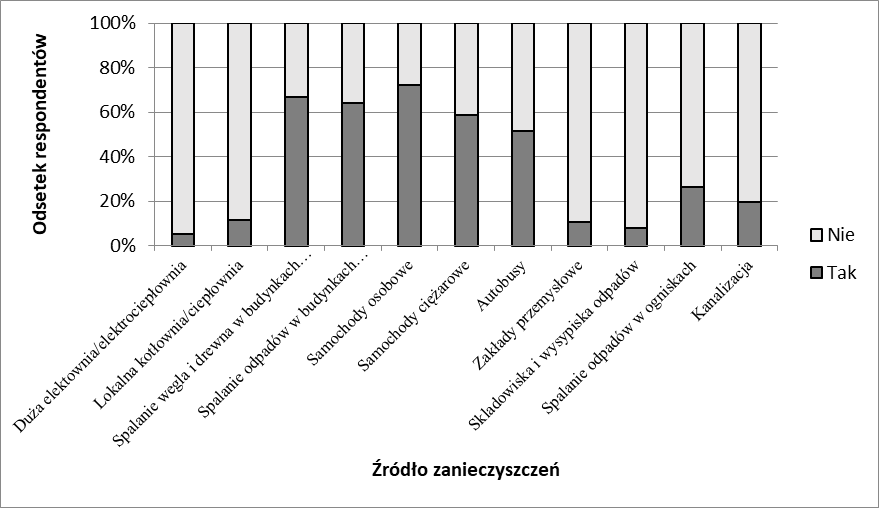 100%
80%
60%
40%
20%
0%
Odsetek respondentów
Duża elektownia/elektrociepłownia
Lokalna kotłownia/ciepłownia
Spalanie węgla i drewna w budynkach…
Spalanie odpadów w budynkach…
Samochody osobowe
Samochody ciężarowe
Autobusy
Zakłady przemysłowe
Składowiska i wysypiska odpadów
Spalanie odpadów w ogniskach
Kanalizacja
Źródło zanieczyszczeń
Nie
Tak